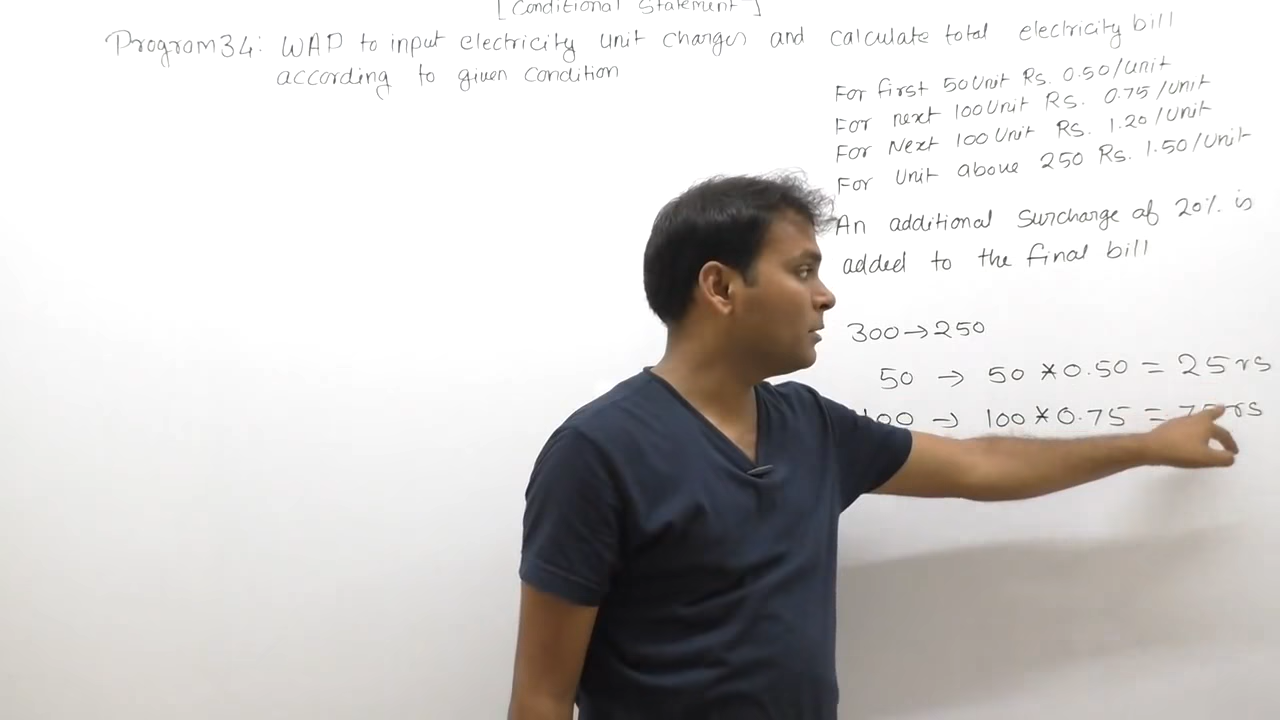 [Conditional Statement]
Program 34: WAP to input electricity unit charges and calculate total electricity bill
according to given condition
For first 50 Unit Rs. 0.50/unit
For next 100 Unit Rs. 0.75/unit
For Next 100 Unit Rs. 1.20/unit
For Unit above 250 Rs. 1.50/unit
An additional surcharge of 20% is
added to the final bill
300→250
50 → 50 * 0.50 = 25 rs
100 → 100 * 0.75 = 75 rs